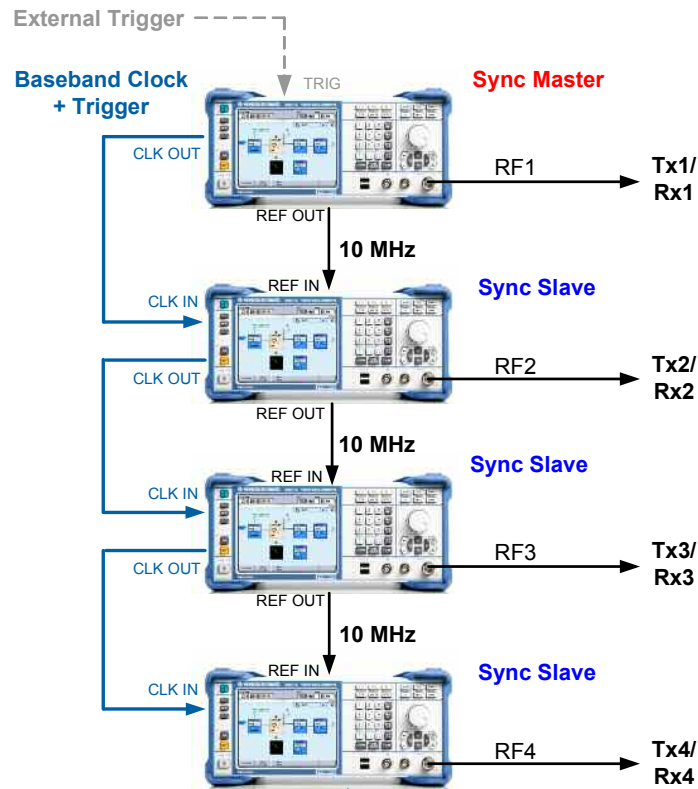 External Trigger
Baseband Clock
+ Trigger
TRIG
Sync Master
CLK OUT
RF1
Tx1/
Rx1
REF OUT
10 MHz
REF IN
Sync Slave
CLK IN
CLK OUT
RF2
Tx2/
Rx2
REF OUT
10 MHz
Sync Slave
REF IN
CLK IN
CLK OUT
RF3
Tx3/
Rx3
REF OUT
10 MHz
REF IN
Sync Slave
CLK IN
RF4
Tx4/
Rx4